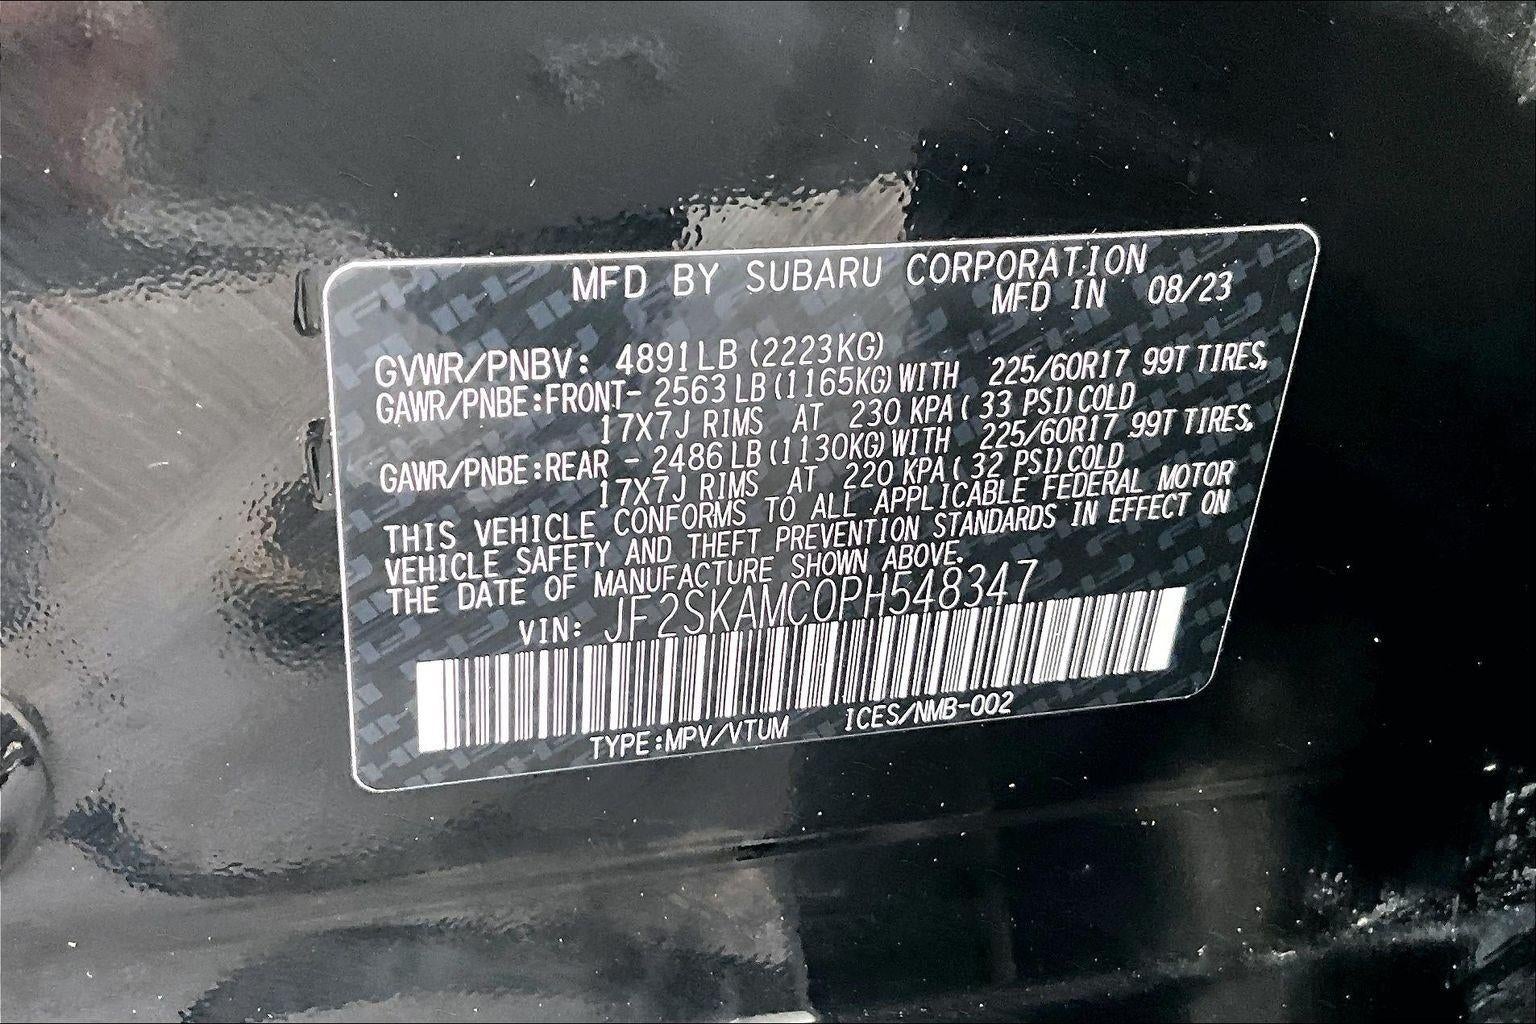 MFD BY SUBARU CORPORATION
MFD IN 08/23
GVWR/PNBV: 4891LB (2223KG)
GAWR/PNBE:FRONT- 2563LB (1165KG) WITH 225/60R17 99T TIRES,
17X7J RIMS AT 230 KPA ( 33 PSI) COLD
GAWR/PNBE:REAR - 2486LB (1130KG) WITH 225/60R17 99T TIRES,
17X7J RIMS AT 220 KPA ( 32 PSI) COLD
THIS VEHICLE CONFORMS TO ALL APPLICABLE FEDERAL MOTOR
VEHICLE SAFETY AND THEFT PREVENTION STANDARDS IN EFFECT ON
THE DATE OF MANUFACTURE SHOWN ABOVE.
VIN: JF2SKAMC0PH548347
TYPE:MPV/VTUM ICES/NMB-002